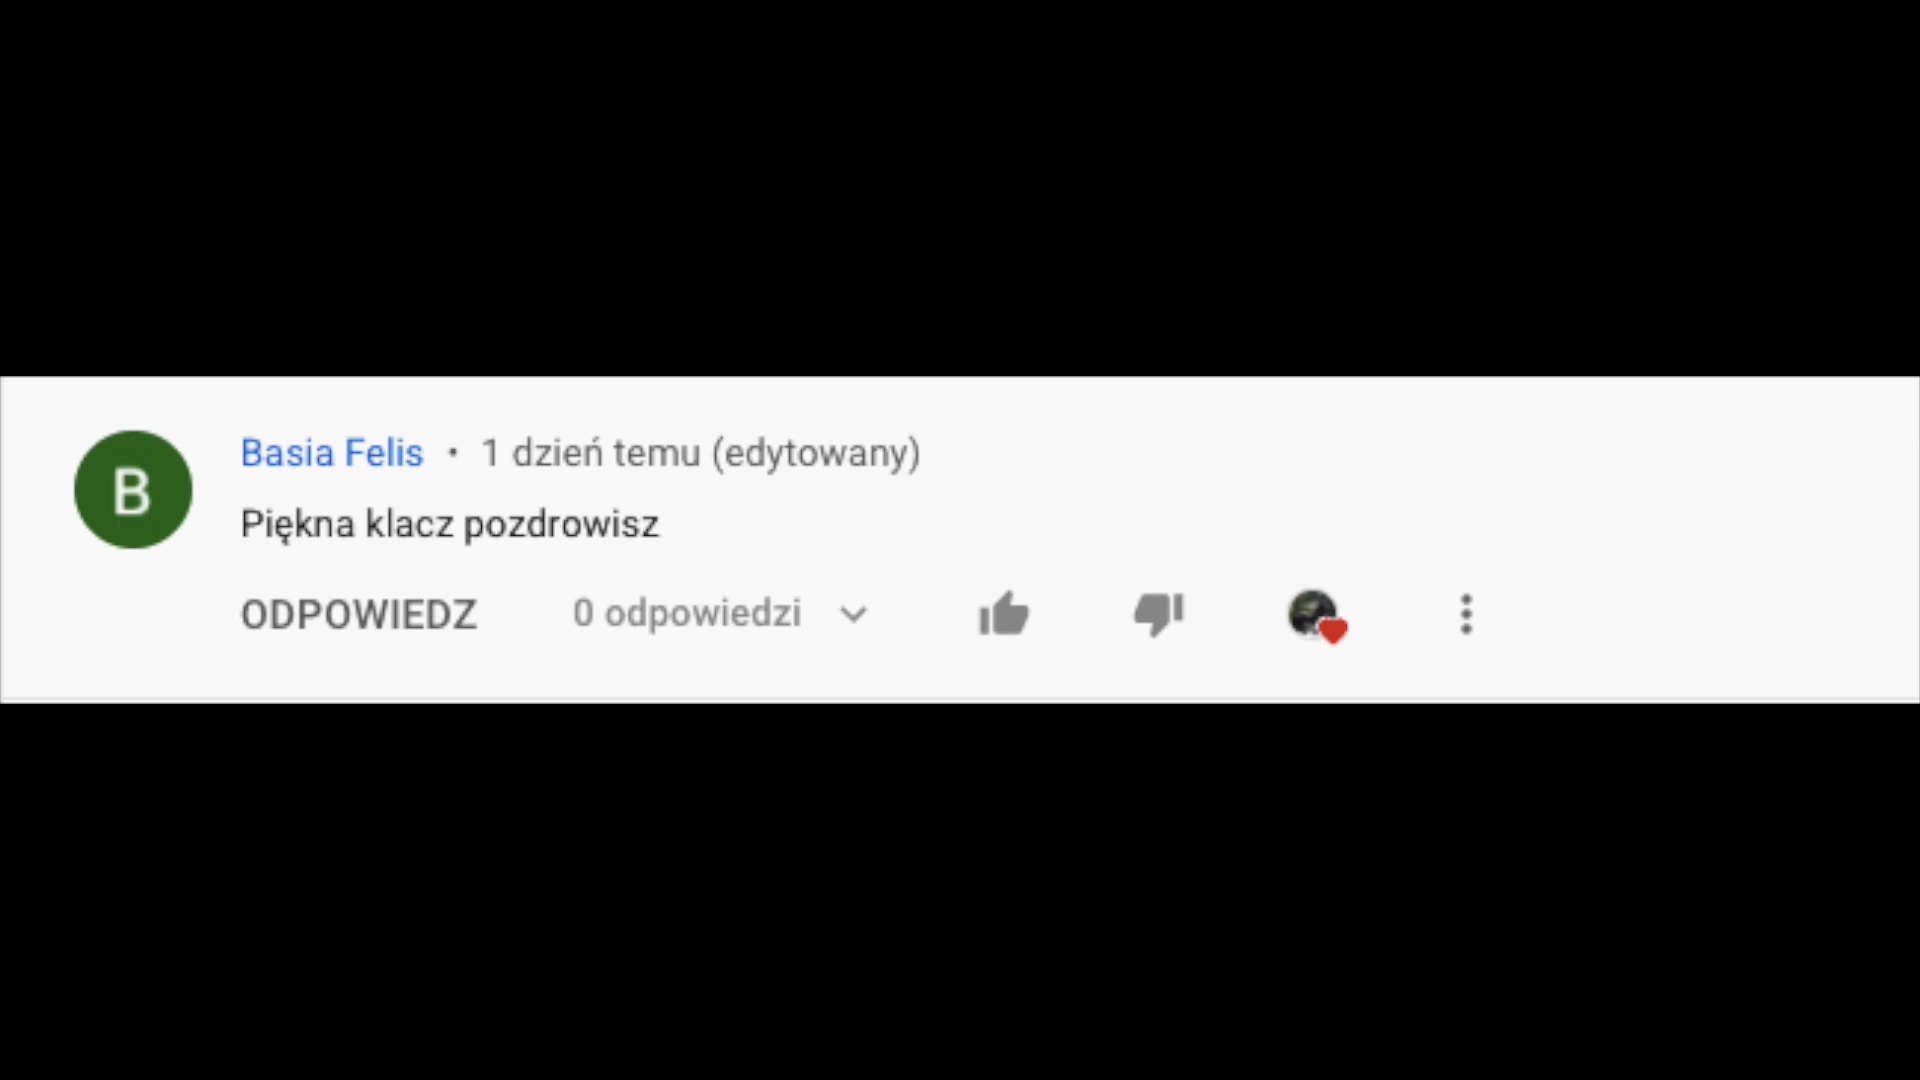 B
Basia Felis • 1 dzień temu (edytowany)
Piękna klacz pozdrowisz
ODPOWIEDZ 0 odpowiedzi